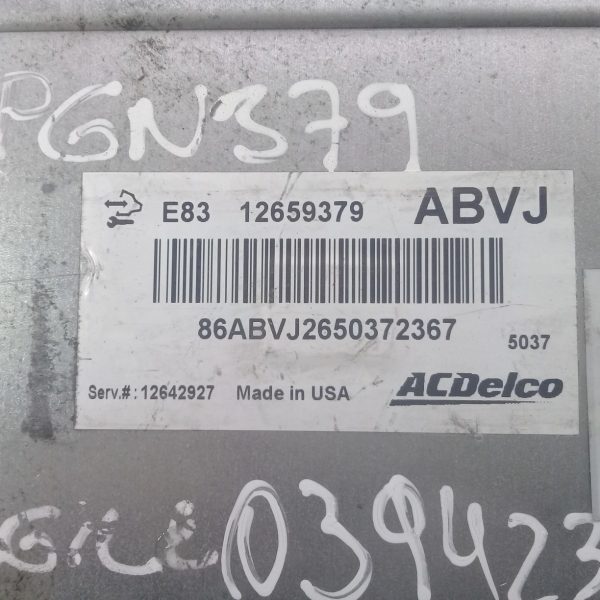 PGN379
E83 12659379 ABVJ
86ABVJ2650372367
5037
Serv.#: 12642927 Made in USA ACDelco
039423